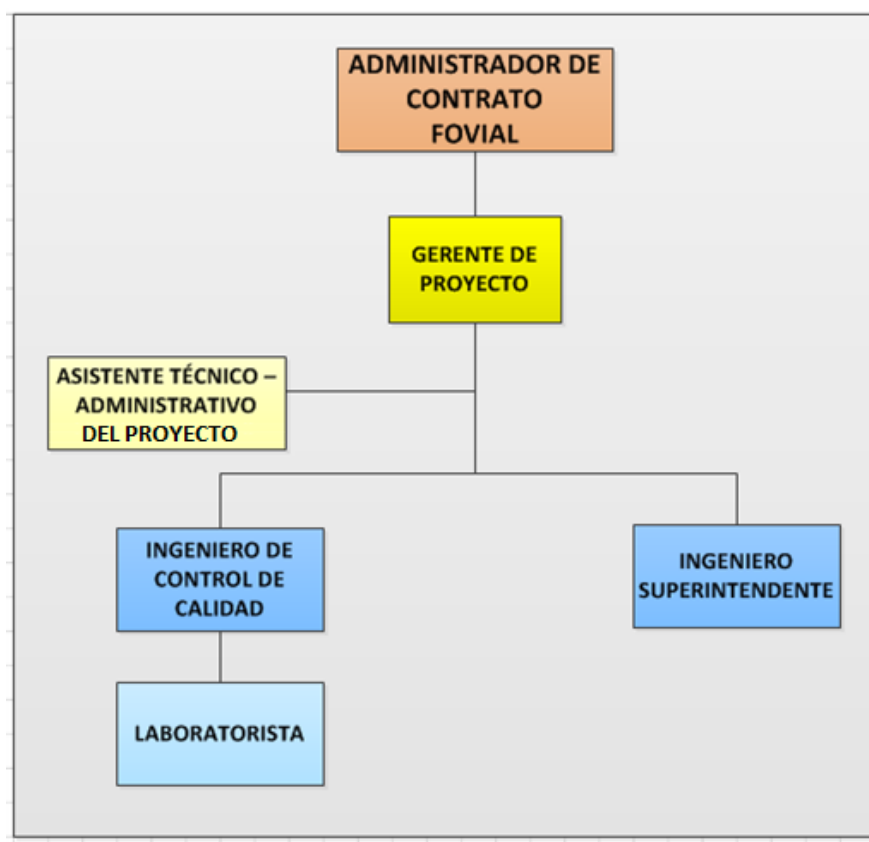 ADMINISTRADOR DE
CONTRATO
FOVIAL
GERENTE DE
PROYECTO
ASISTENTE TÉCNICO –
ADMINISTRATIVO
DEL PROYECTO
INGENIERO DE
CONTROL DE
CALIDAD
INGENIERO
SUPERINTENDENTE
LABORATORISTA